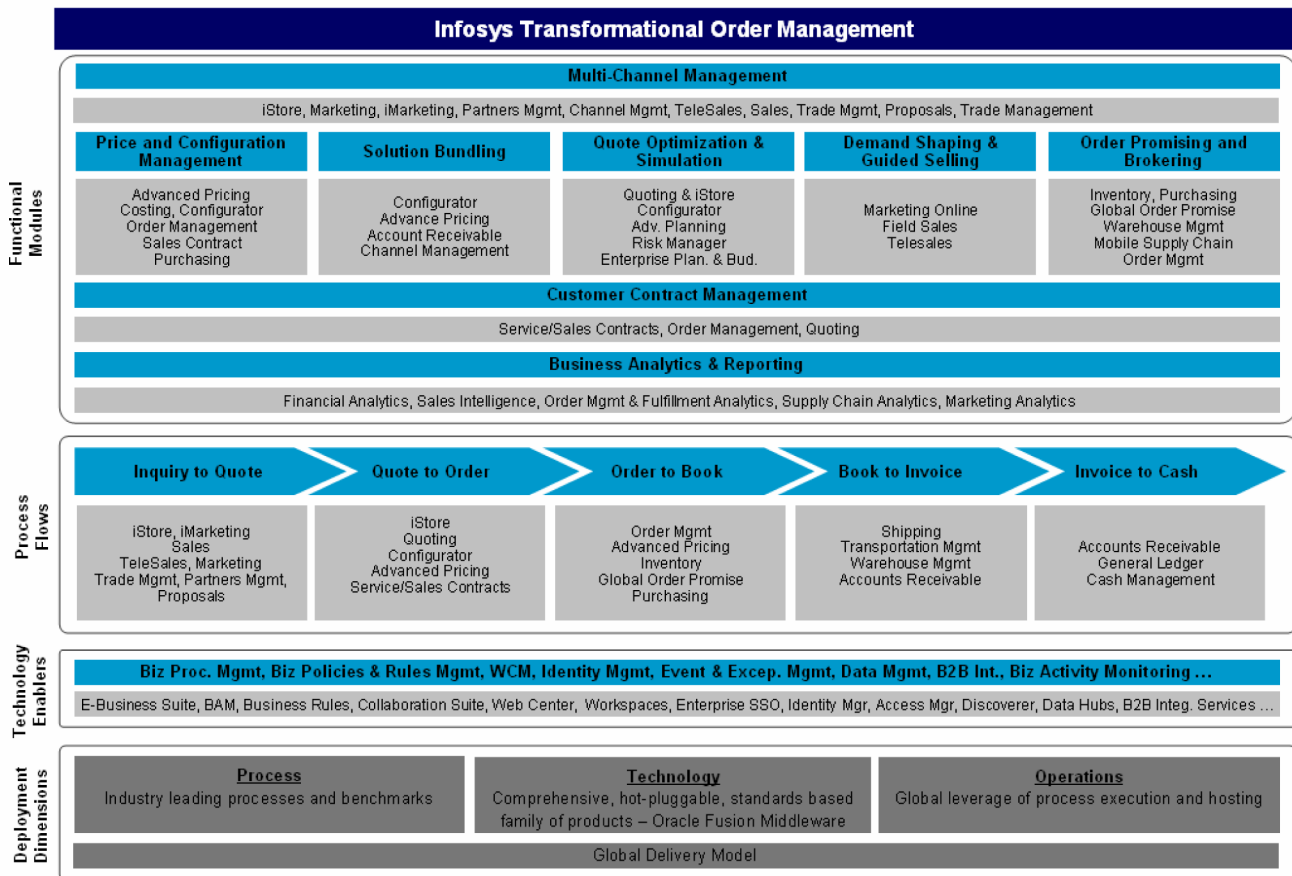 Infosys Transformational Order Management
Functional
Modules
Multi-Channel Management
iStore, Marketing, iMarketing, Partners Mgmt, Channel Mgmt, TeleSales, Sales, Trade Mgmt, Proposals, Trade Management
Price and Configuration
Management
Advanced Pricing
Costing, Configurator
Order Management
Sales Contract
Purchasing
Solution Bundling
Configurator
Advance Pricing
Account Receivable
Channel Management
Quote Optimization &
Simulation
Quoting & iStore
Configurator
Adv. Planning
Risk Manager
Enterprise Plan. & Bud.
Demand Shaping &
Guided Selling
Marketing Online
Field Sales
Telesales
Order Promising and
Brokering
Inventory, Purchasing
Global Order Promise
Warehouse Mgmt
Mobile Supply Chain
Order Mgmt
Customer Contract Management
Service/Sales Contracts, Order Management, Quoting
Business Analytics & Reporting
Financial Analytics, Sales Intelligence, Order Mgmt & Fulfillment Analytics, Supply Chain Analytics, Marketing Analytics
Process
Flows
Inquiry to Quote
iStore, iMarketing
Sales
TeleSales, Marketing
Trade Mgmt, Partners Mgmt,
Proposals
Quote to Order
iStore
Quoting
Configurator
Advanced Pricing
Service/Sales Contracts
Order to Book
Order Mgmt
Advanced Pricing
Inventory
Global Order Promise
Purchasing
Book to Invoice
Shipping
Transportation Mgmt
Warehouse Mgmt
Accounts Receivable
Invoice to Cash
Accounts Receivable
General Ledger
Cash Management
Technology
Enablers
Biz Proc. Mgmt, Biz Policies & Rules Mgmt, WCM, Identity Mgmt, Event & Excep. Mgmt, Data Mgmt, B2B Int., Biz Activity Monitoring ...
E-Business Suite, BAM, Business Rules, Collaboration Suite, Web Center, Workspaces, Enterprise SSO, Identity Mgr, Access Mgr, Discoverer, Data Hubs, B2B Integ. Services ...
Deployment
Dimensions
Process
Industry leading processes and benchmarks
Technology
Comprehensive, hot-pluggable, standards based
family of products – Oracle Fusion Middleware
Operations
Global leverage of process execution and hosting
Global Delivery Model